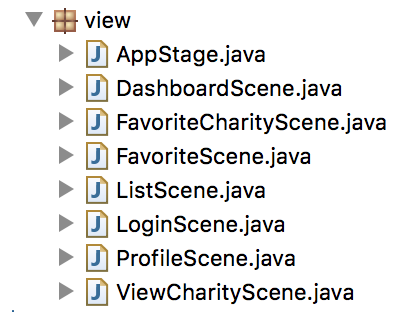 view
AppStage.java
DashboardScene.java
FavoriteCharityScene.java
FavoriteScene.java
ListScene.java
LoginScene.java
ProfileScene.java
ViewCharityScene.java